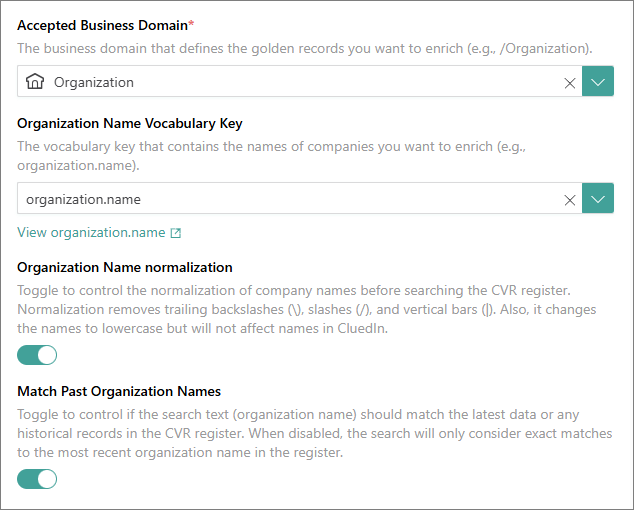 Accepted Business Domain*
The business domain that defines the golden records you want to enrich (e.g., /Organization).
Organization
Organization Name Vocabulary Key
The vocabulary key that contains the names of companies you want to enrich (e.g.,
organization.name).
organization.name
View organization.name
Organization Name normalization
Toggle to control the normalization of company names before searching the CVR register.
Normalization removes trailing backslashes (\), slashes (/), and vertical bars (|). Also, it changes
the names to lowercase but will not affect names in CluedIn.
Match Past Organization Names
Toggle to control if the search text (organization name) should match the latest data or any
historical records in the CVR register. When disabled, the search will only consider exact matches
to the most recent organization name in the register.